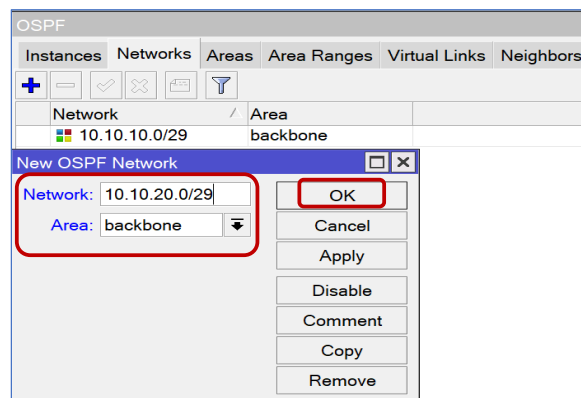 OSPF
Instances Networks Areas Area Ranges Virtual Links Neighbors
Network Area
10.10.10.0/29 backbone
New OSPF Network
Network: 10.10.20.0/29 OK
Area: backbone Cancel
Apply
Disable
Comment
Copy
Remove